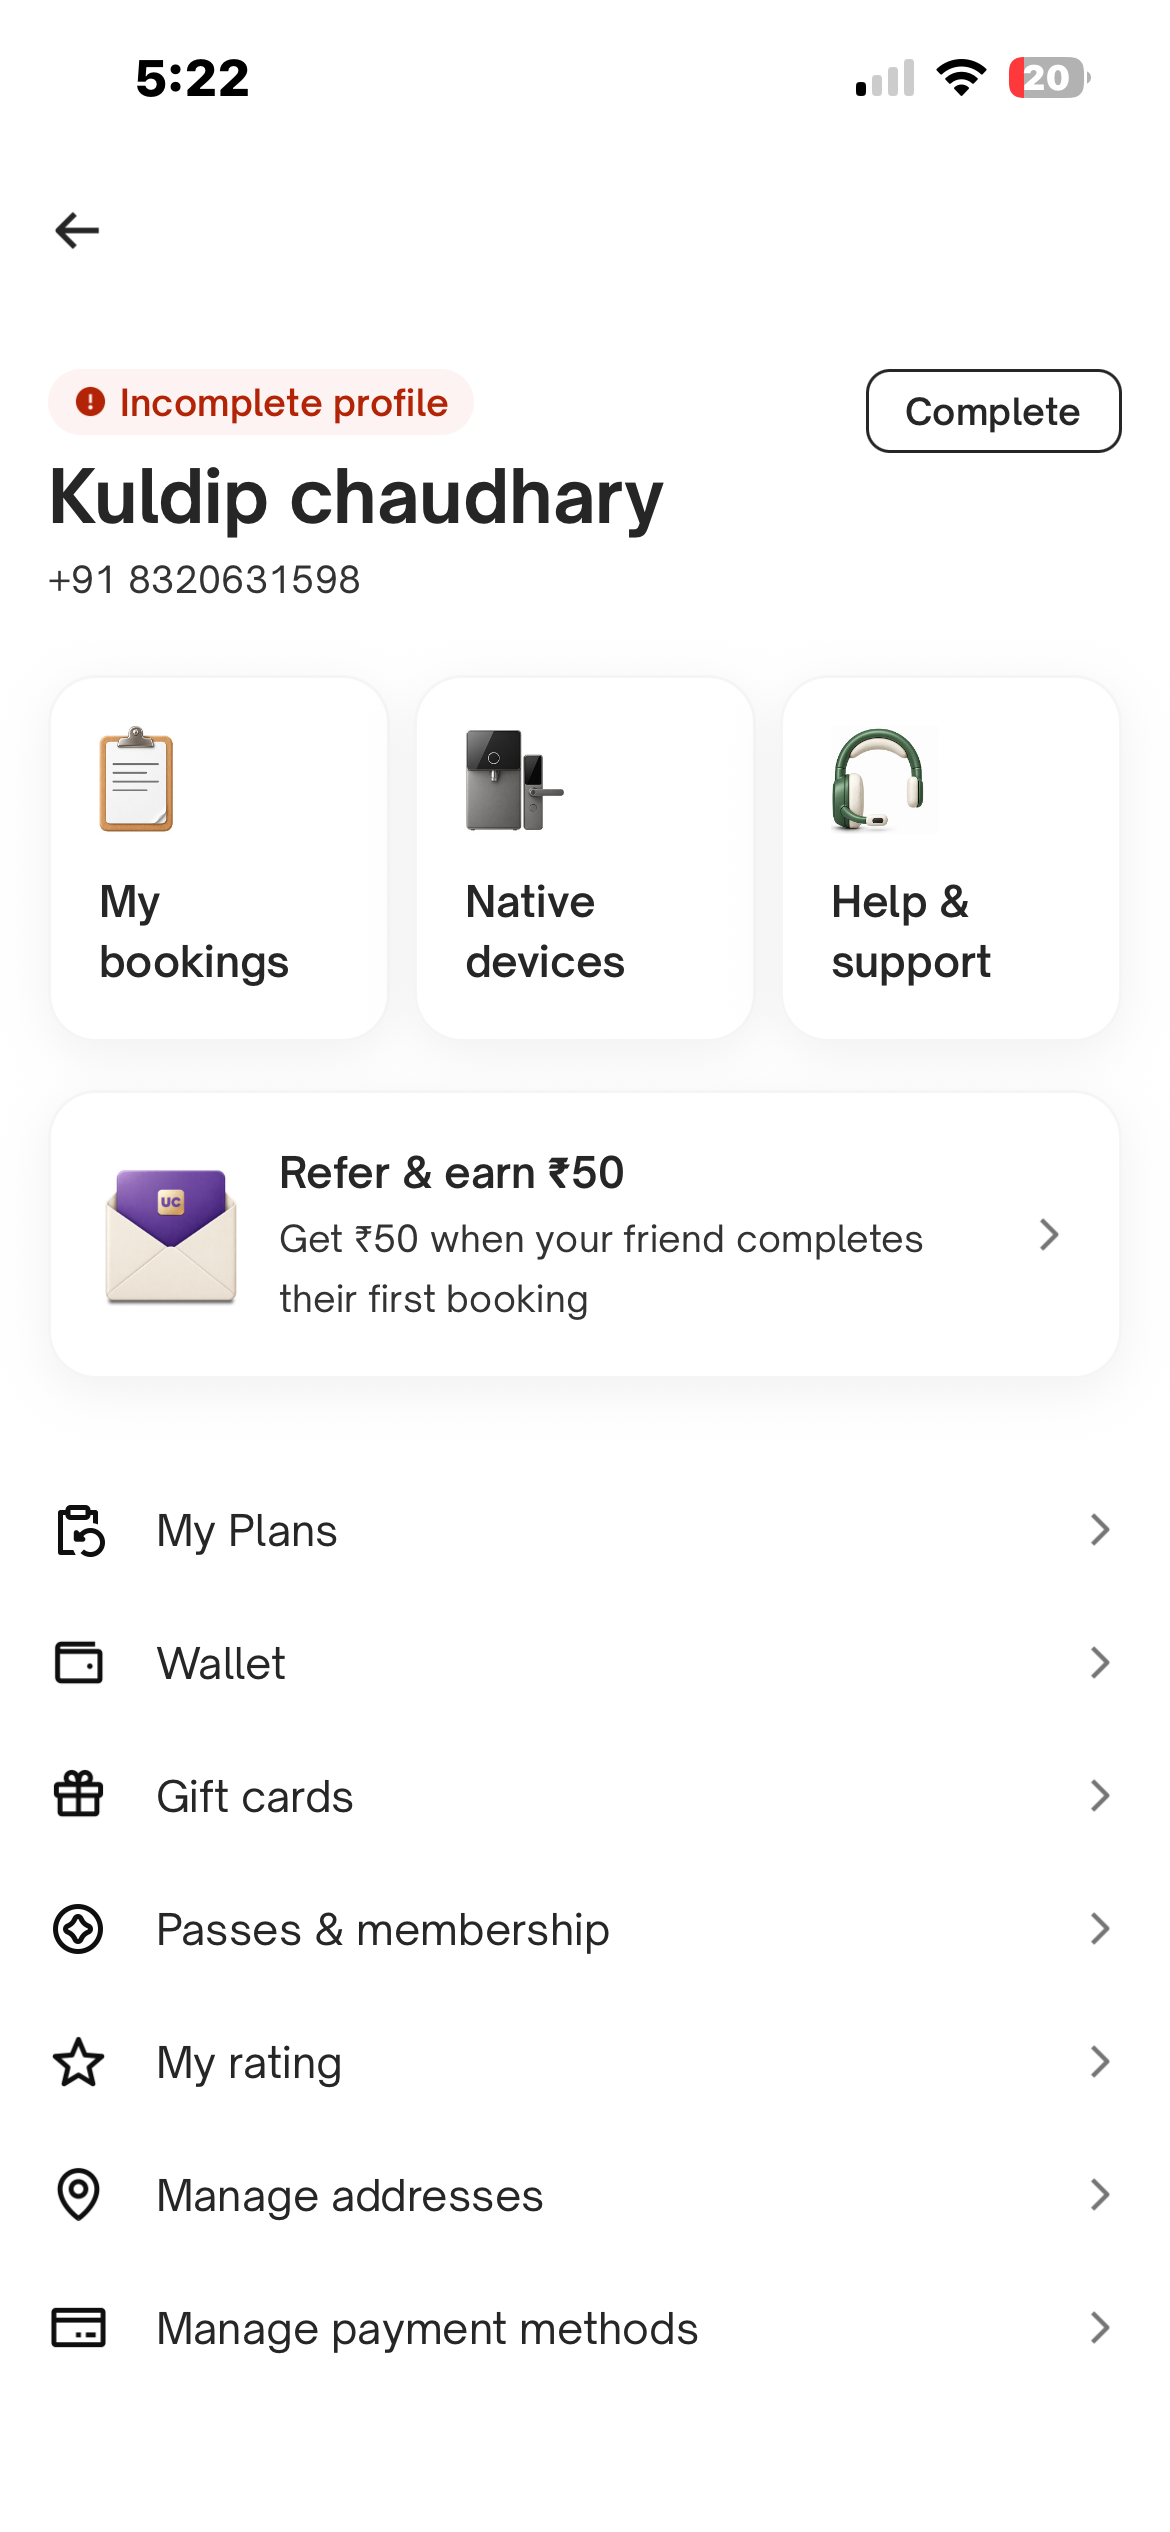 5:22
20
Incomplete profile
Complete
Kuldip chaudhary
+91 8320631598
My
bookings
Native
devices
Help &
support
UC
Refer & earn ₹50
Get ₹50 when your friend completes
their first booking
My Plans
Wallet
Gift cards
Passes & membership
My rating
Manage addresses
Manage payment methods